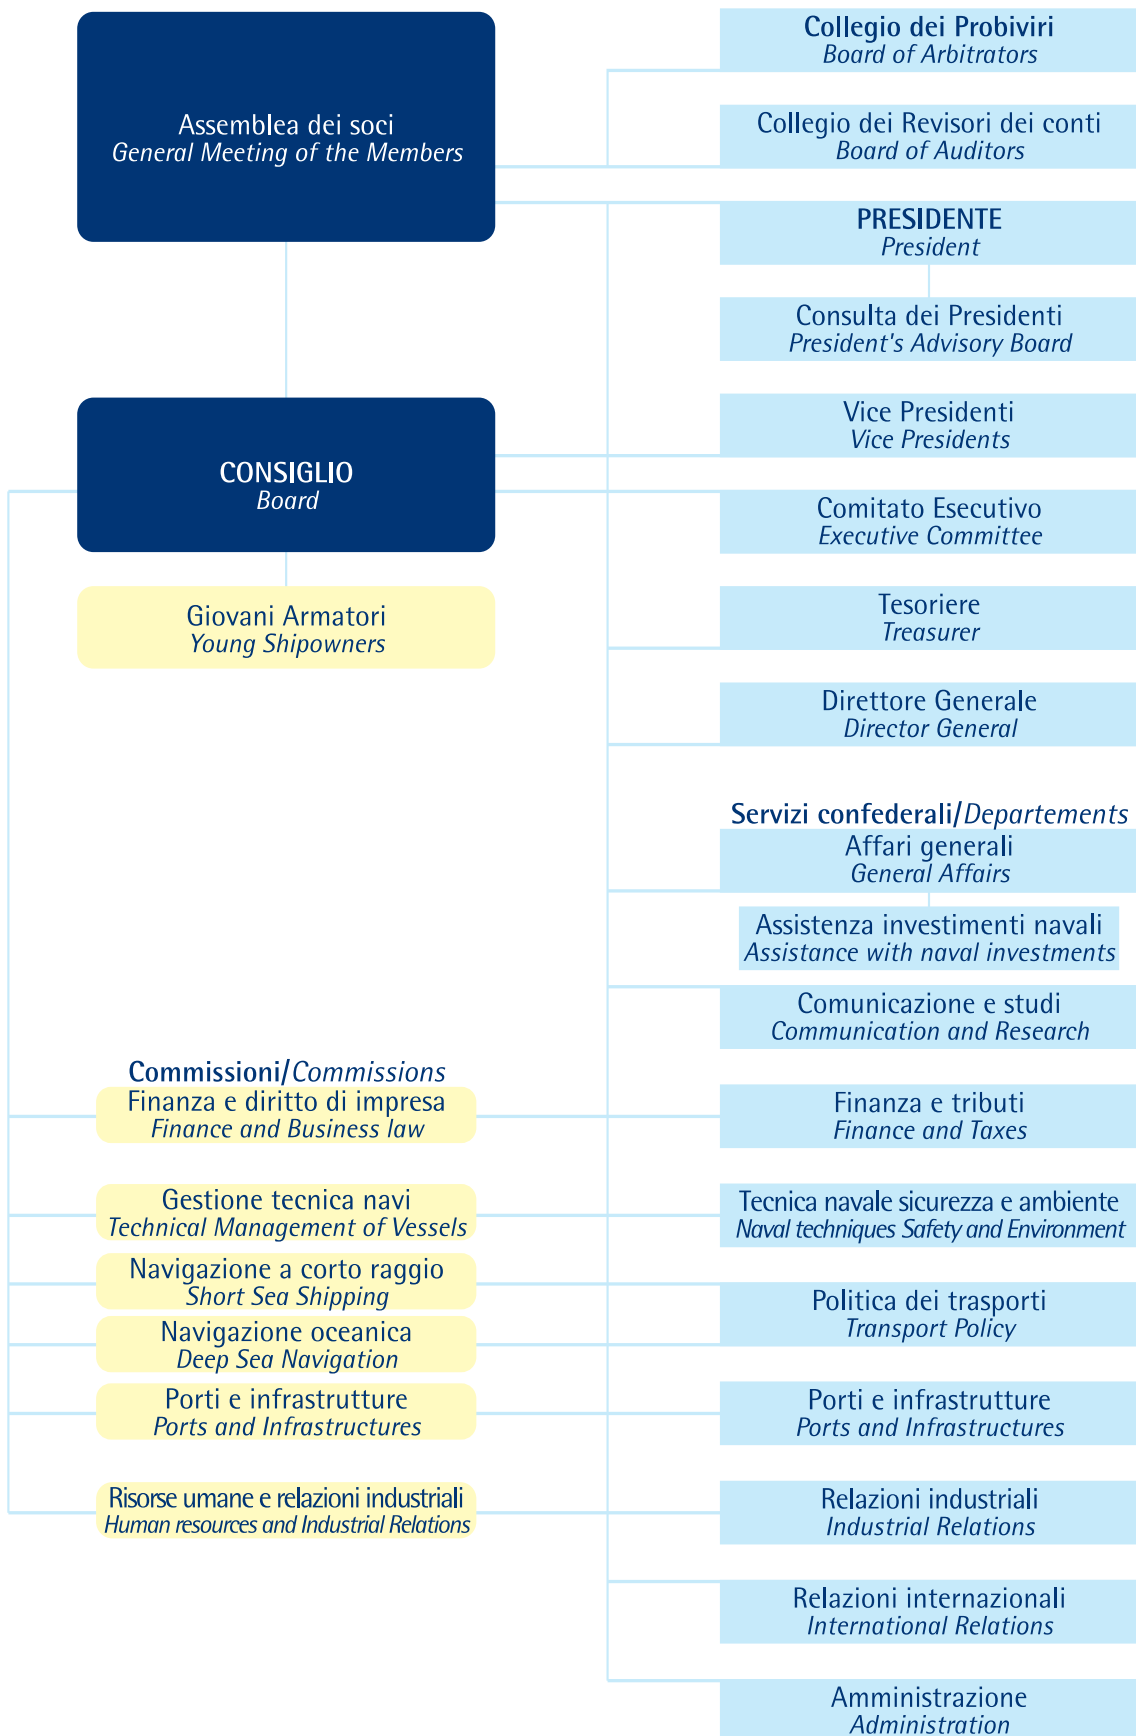 Assemblea dei soci
General Meeting of the Members
CONSIGLIO
Board
Giovani Armatori
Young Shipowners
Commissioni/Commissions
Finanza e diritto di impresa
Finance and Business law
Gestione tecnica navi
Technical Management of Vessels
Navigazione a corto raggio
Short Sea Shipping
Navigazione oceanica
Deep Sea Navigation
Porti e infrastrutture
Ports and Infrastructures
Risorse umane e relazioni industriali
Human resources and Industrial Relations
Collegio dei Probiviri
Board of Arbitrators
Collegio dei Revisori dei conti
Board of Auditors
PRESIDENTE
President
Consulta dei Presidenti
President's Advisory Board
Vice Presidenti
Vice Presidents
Comitato Esecutivo
Executive Committee
Tesoriere
Treasurer
Direttore Generale
Director General
Servizi confederali/Departements
Affari generali
General Affairs
Assistenza investimenti navali
Assistance with naval investments
Comunicazione e studi
Communication and Research
Finanza e tributi
Finance and Taxes
Tecnica navale sicurezza e ambiente
Naval techniques Safety and Environment
Politica dei trasporti
Transport Policy
Porti e infrastrutture
Ports and Infrastructures
Relazioni industriali
Industrial Relations
Relazioni internazionali
International Relations
Amministrazione
Administration